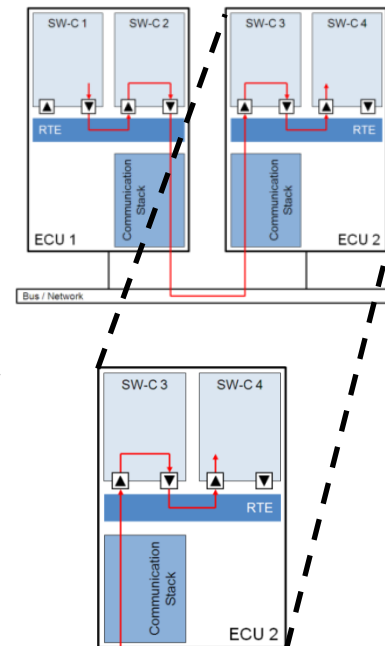 SW-C 1
SW-C 2
SW-C 3
SW-C 4
RTE
RTE
Communication
Stack
Communication
Stack
ECU 1
ECU 2
Bus / Network
SW-C 3
SW-C 4
RTE
Communication
Stack
ECU 2